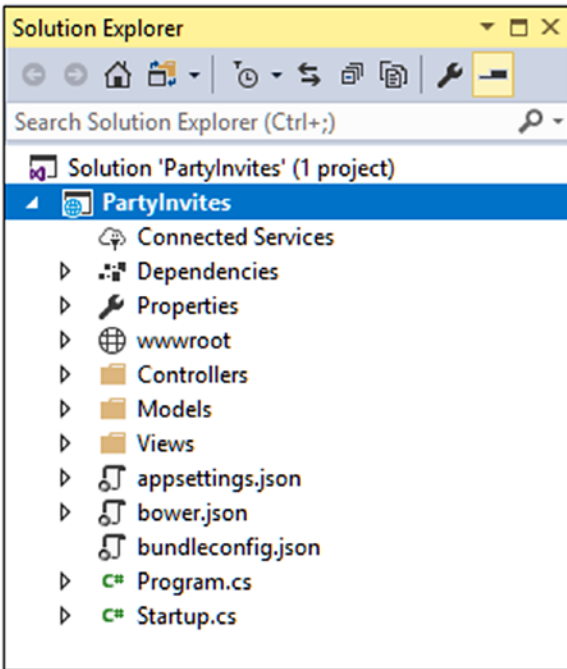 Solution Explorer
Search Solution Explorer (Ctrl+;)
Solution 'PartyInvites' (1 project)
PartyInvites
Connected Services
Dependencies
Properties
wwwroot
Controllers
Models
Views
appsettings.json
bower.json
bundleconfig.json
C# Program.cs
C# Startup.cs